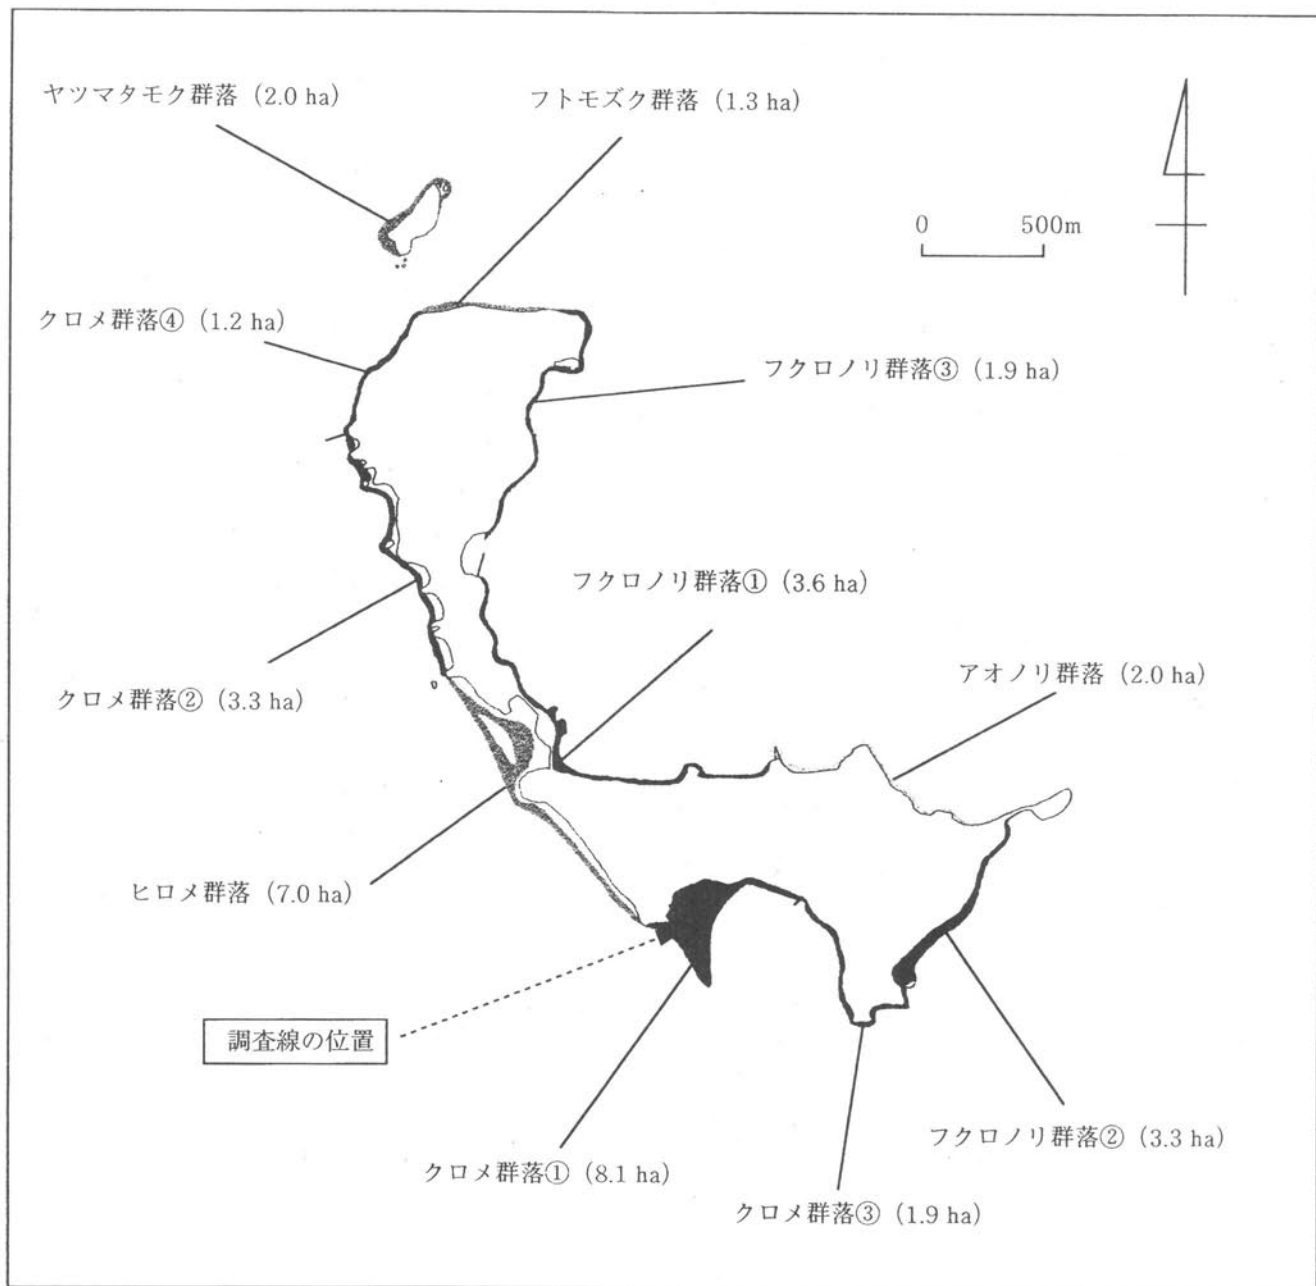 ヤツマタモク群落 (2.0 ha)
フトモズク群落 (1.3 ha)
0 500m
クロメ群落④ (1.2 ha)
フクロノリ群落③ (1.9 ha)
フクロノリ群落① (3.6 ha)
クロメ群落② (3.3 ha)
アオノリ群落 (2.0 ha)
ヒロメ群落 (7.0 ha)
調査線の位置
フクロノリ群落② (3.3 ha)
クロメ群落① (8.1 ha)
クロメ群落③ (1.9 ha)